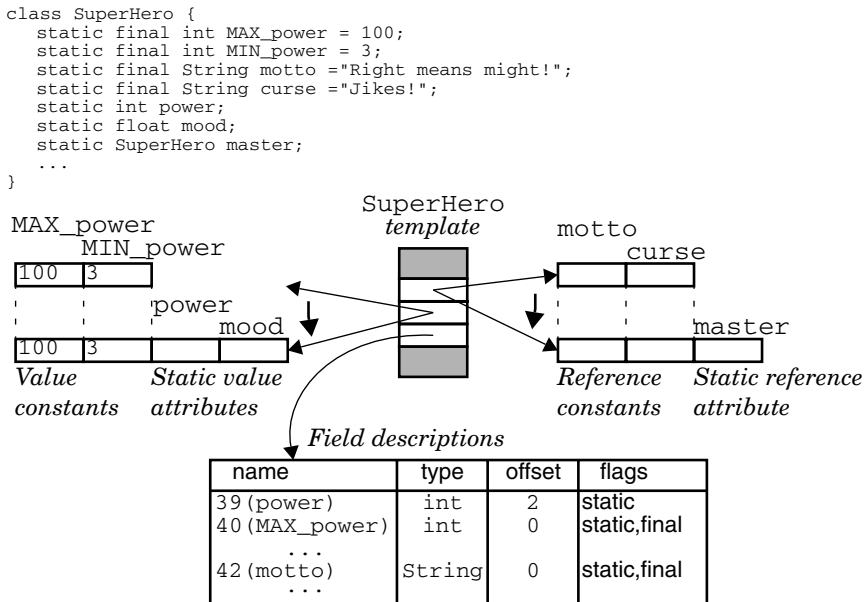 class SuperHero {
static final int MAX_power = 100;
static final int MIN_power = 3;
static final String motto ="Right means might!";
static final String curse ="Jikes!";
static int power;
static float mood;
static SuperHero master;
...
}
SuperHero
template
MAX_power
MIN_power
motto
curse
100 3
power
mood
master
100 3
Value constants
Static value attributes
Reference constants
Static reference attribute
Field descriptions
name type offset flags
39(power) int 2 static
40(MAX_power) int 0 static,final
...
42(motto) String 0 static,final
...